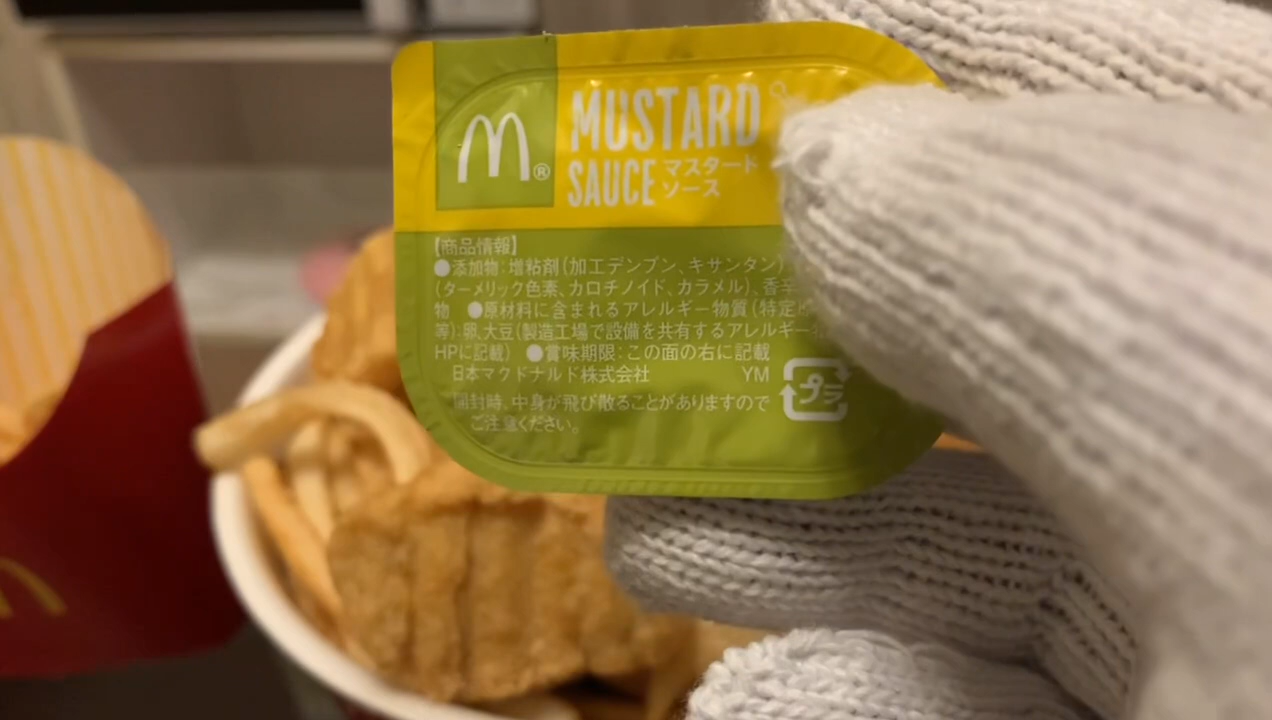 M®
MUSTARD
SAUCE マスタード
ソース
【商品情報】
●添加物:増粘剤(加工デンプン、キサンタン)
(ターメリック色素、カロチノイド、カラメル)、香辛
物 ●原材料に含まれるアレルギー物質(特定
等):卵、大豆(製造工場で設備を共有するアレルギー
HPに記載) ●賞味期限:この面の右に記載
日本マクドナルド株式会社 YM
プラ
開封時、中身が飛び散ることがありますので
ご注意ください。